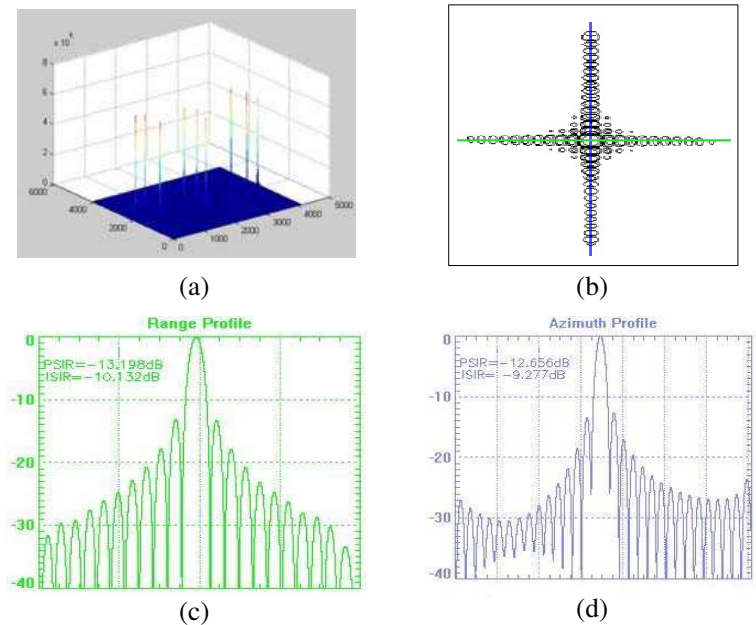 x 10
8
6
4
2
0
6000
4000
2000
0
0
1000
2000
3000
4000
5000
(a)
(b)
Range Profile
0
PSIR=-13.198dB
ISIR=-10.132dB
-10
-20
-30
-40
(c)
Azimuth Profile
0
PSIR=-12.656dB
ISIR= -9.277dB
-10
-20
-30
-40
(d)